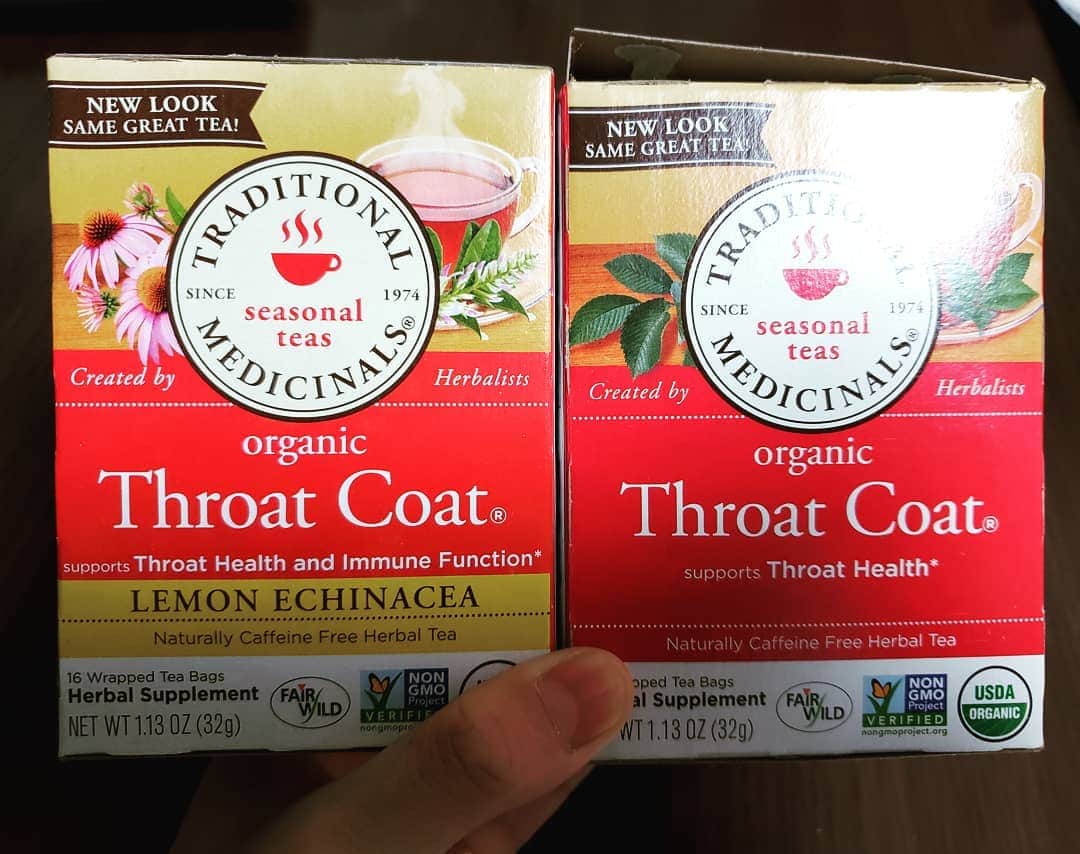 NEW LOOK
SAME GREAT TEA!
TRADITIONAL
SINCE 1974
seasonal
teas
MEDICINALS®
Created by Herbalists
organic
Throat Coat®
supports Throat Health and Immune Function*
LEMON ECHINACEA
Naturally Caffeine Free Herbal Tea
16 Wrapped Tea Bags
Herbal Supplement
NET WT 1.13 OZ (32g)
FAIR
WILD
NON
GMO
Project
VERIFIED
NEW LOOK
SAME GREAT TEA!
SINCE 1974
seasonal
teas
MEDICINALS®
Created by Herbalists
organic
Throat Coat®
supports Throat Health*
Naturally Caffeine Free Herbal Tea
Tea Bags
Supplement
WT 1.13 OZ (32g)
FAIR
WILD
NON
GMO
Project
VERIFIED
nongmoproject.org
USDA
ORGANIC